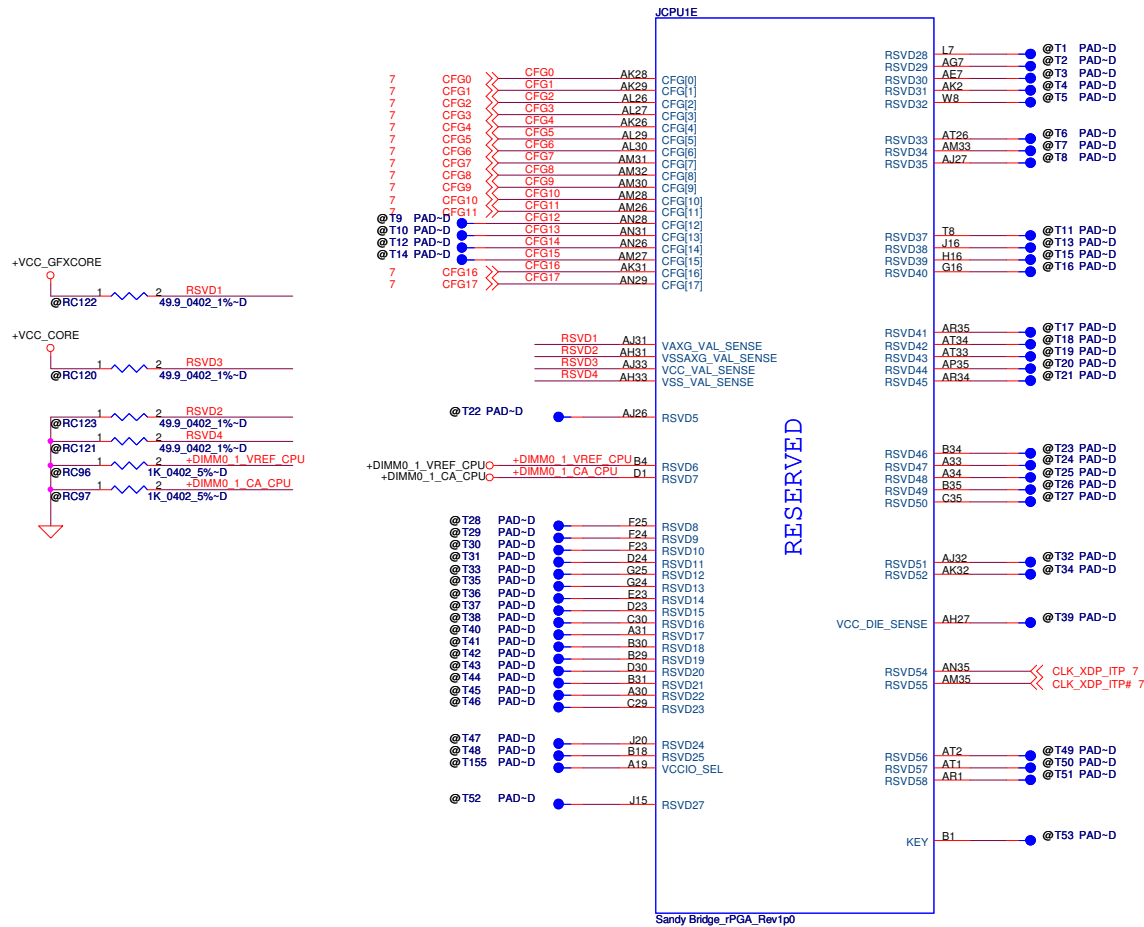 JCPU1E
7 CFG0 CFG0 AK28 CFG[0]
7 CFG1 CFG1 AK29 CFG[1]
7 CFG2 CFG2 AL26 CFG[2]
7 CFG3 CFG3 AL27 CFG[3]
7 CFG4 CFG4 AK26 CFG[4]
7 CFG5 CFG5 AL29 CFG[5]
7 CFG6 CFG6 AL30 CFG[6]
7 CFG7 CFG7 AM31 CFG[7]
7 CFG8 CFG8 AM32 CFG[8]
7 CFG9 CFG9 AM30 CFG[9]
7 CFG10 CFG10 AM28 CFG[10]
7 CFG11 CFG11 AM26 CFG[11]
@T9 PAD~D CFG12 AN28 CFG[12]
@T10 PAD~D CFG13 AN31 CFG[13]
@T12 PAD~D CFG14 AN26 CFG[14]
@T14 PAD~D CFG15 AM27 CFG[15]
7 CFG16 CFG16 AK31 CFG[16]
7 CFG17 CFG17 AN29 CFG[17]
+VCC_GFXCORE
1 2 RSVD1
@RC122 49.9_0402_1%~D
+VCC_CORE
1 2 RSVD3
@RC120 49.9_0402_1%~D
1 2 RSVD2
@RC123 49.9_0402_1%~D
1 2 RSVD4
@RC121 49.9_0402_1%~D
1 2 +DIMM0_1_VREF_CPU
@RC96 1K_0402_5%~D
1 2 +DIMM0_1_CA_CPU
@RC97 1K_0402_5%~D
RSVD1 AJ31 VAXG_VAL_SENSE
RSVD2 AH31 VSSAXG_VAL_SENSE
RSVD3 AJ33 VCC_VAL_SENSE
RSVD4 AH33 VSS_VAL_SENSE
@T22 PAD~D AJ26 RSVD5
+DIMM0_1_VREF_CPU +DIMM0_1_VREF_CPU B4 RSVD6
+DIMM0_1_CA_CPU +DIMM0_1_CA_CPU D1 RSVD7
@T28 PAD~D F25 RSVD8
@T29 PAD~D F24 RSVD9
@T30 PAD~D F23 RSVD10
@T31 PAD~D D24 RSVD11
@T33 PAD~D G25 RSVD12
@T35 PAD~D G24 RSVD13
@T36 PAD~D E23 RSVD14
@T37 PAD~D D23 RSVD15
@T38 PAD~D C30 RSVD16
@T40 PAD~D A31 RSVD17
@T41 PAD~D B30 RSVD18
@T42 PAD~D B29 RSVD19
@T43 PAD~D D30 RSVD20
@T44 PAD~D B31 RSVD21
@T45 PAD~D A30 RSVD22
@T46 PAD~D C29 RSVD23
@T47 PAD~D J20 RSVD24
@T48 PAD~D B18 RSVD25
@T155 PAD~D A19 VCCIO_SEL
@T52 PAD~D J15 RSVD27
RESERVED
RSVD28 L7 @T1 PAD~D
RSVD29 AG7 @T2 PAD~D
RSVD30 AE7 @T3 PAD~D
RSVD31 AK2 @T4 PAD~D
RSVD32 W8 @T5 PAD~D
RSVD33 AT26 @T6 PAD~D
RSVD34 AM33 @T7 PAD~D
RSVD35 AJ27 @T8 PAD~D
RSVD37 T8 @T11 PAD~D
RSVD38 J16 @T13 PAD~D
RSVD39 H16 @T15 PAD~D
RSVD40 G16 @T16 PAD~D
RSVD41 AR35 @T17 PAD~D
RSVD42 AT34 @T18 PAD~D
RSVD43 AT33 @T19 PAD~D
RSVD44 AP35 @T20 PAD~D
RSVD45 AR34 @T21 PAD~D
RSVD46 B34 @T23 PAD~D
RSVD47 A33 @T24 PAD~D
RSVD48 A34 @T25 PAD~D
RSVD49 B35 @T26 PAD~D
RSVD50 C35 @T27 PAD~D
RSVD51 AJ32 @T32 PAD~D
RSVD52 AK32 @T34 PAD~D
VCC_DIE_SENSE AH27 @T39 PAD~D
RSVD54 AN35 CLK_XDP_ITP 7
RSVD55 AM35 CLK_XDP_ITP# 7
RSVD56 AT2 @T49 PAD~D
RSVD57 AT1 @T50 PAD~D
RSVD58 AR1 @T51 PAD~D
KEY B1 @T53 PAD~D
Sandy Bridge_rPGA_Rev1p0